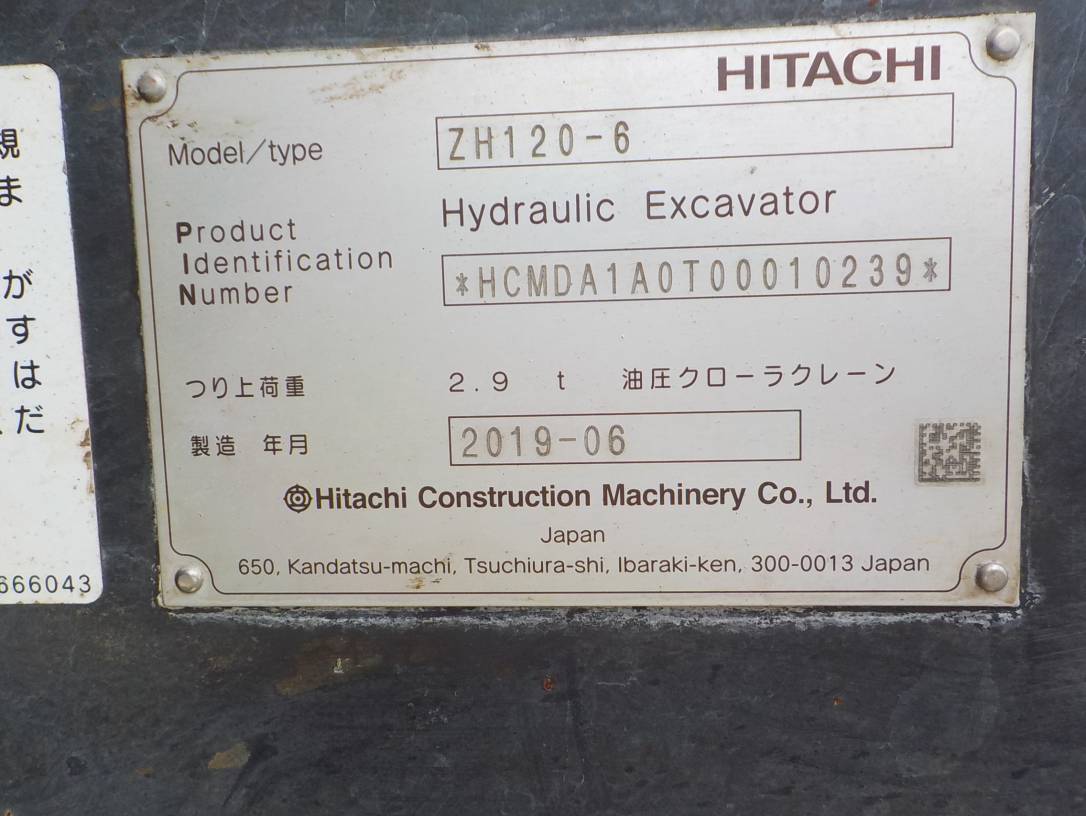 HITACHI
Model/type
ZH120-6
Hydraulic Excavator
Product
Identification
Number
*HCMDA1A0T00010239*
つり上荷重
2.9 t 油圧クローラクレーン
製造 年月
2019-06
Hitachi Construction Machinery Co., Ltd.
Japan
650, Kandatsu-machi, Tsuchiura-shi, Ibaraki-ken, 300-0013 Japan
規
ま
が
す
は
だ
666043